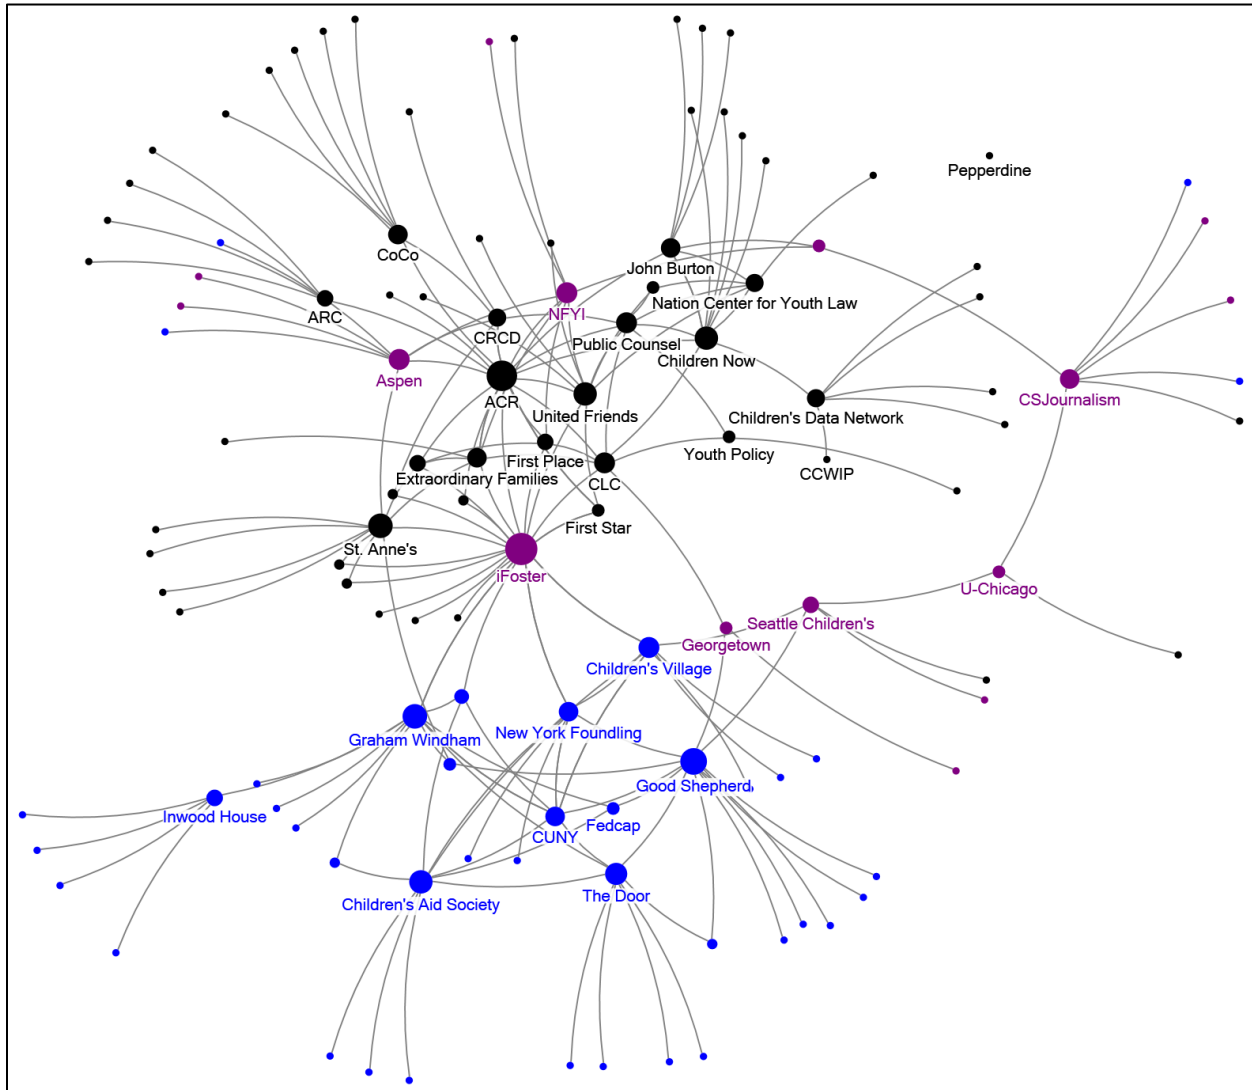 Pepperdine
CoCo
John Burton
Nation Center for Youth Law
NFYI
ARC
CRCD
Public Counsel
Children Now
Aspen
ACR
United Friends
Children's Data Network
CSJournalism
First Place
Youth Policy
Extraordinary Families
CLC
CCWIP
First Star
St. Anne's
iFoster
U-Chicago
Seattle Children's
Georgetown
Children's Village
New York Foundling
Graham Windham
Good Shepherd
Inwood House
Fedcap
CUNY
The Door
Children's Aid Society